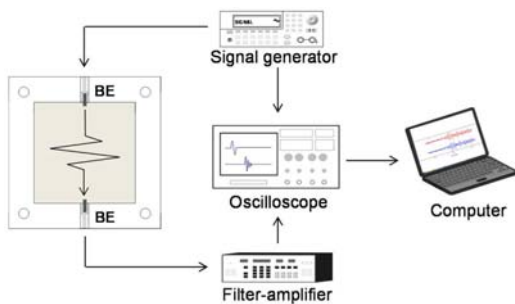 Signal generator
BE
Oscilloscope
Computer
BE
Filter-amplifier